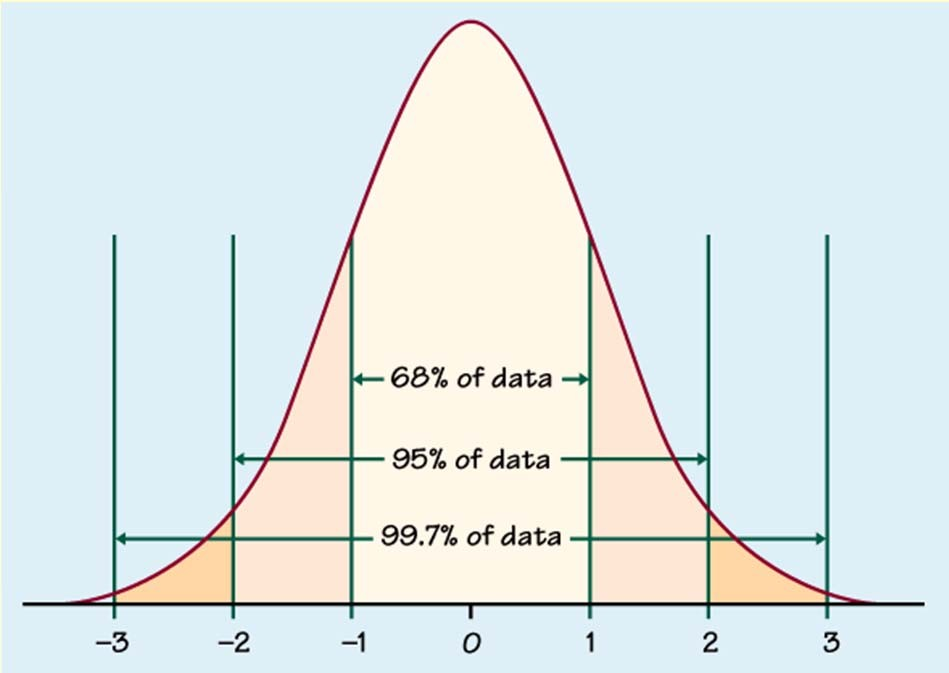 68% of data
95% of data
99.7% of data
−3 −2 −1 0 1 2 3